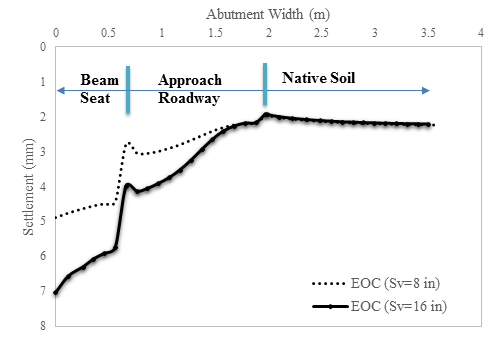 Abutment Width (m)
0 0.5 1 1.5 2 2.5 3 3.5 4
0
1
2
3
4
5
6
7
8
Settlement (mm)
Beam
Seat
Approach
Roadway
Native Soil
EOC (Sv=8 in)
EOC (Sv=16 in)